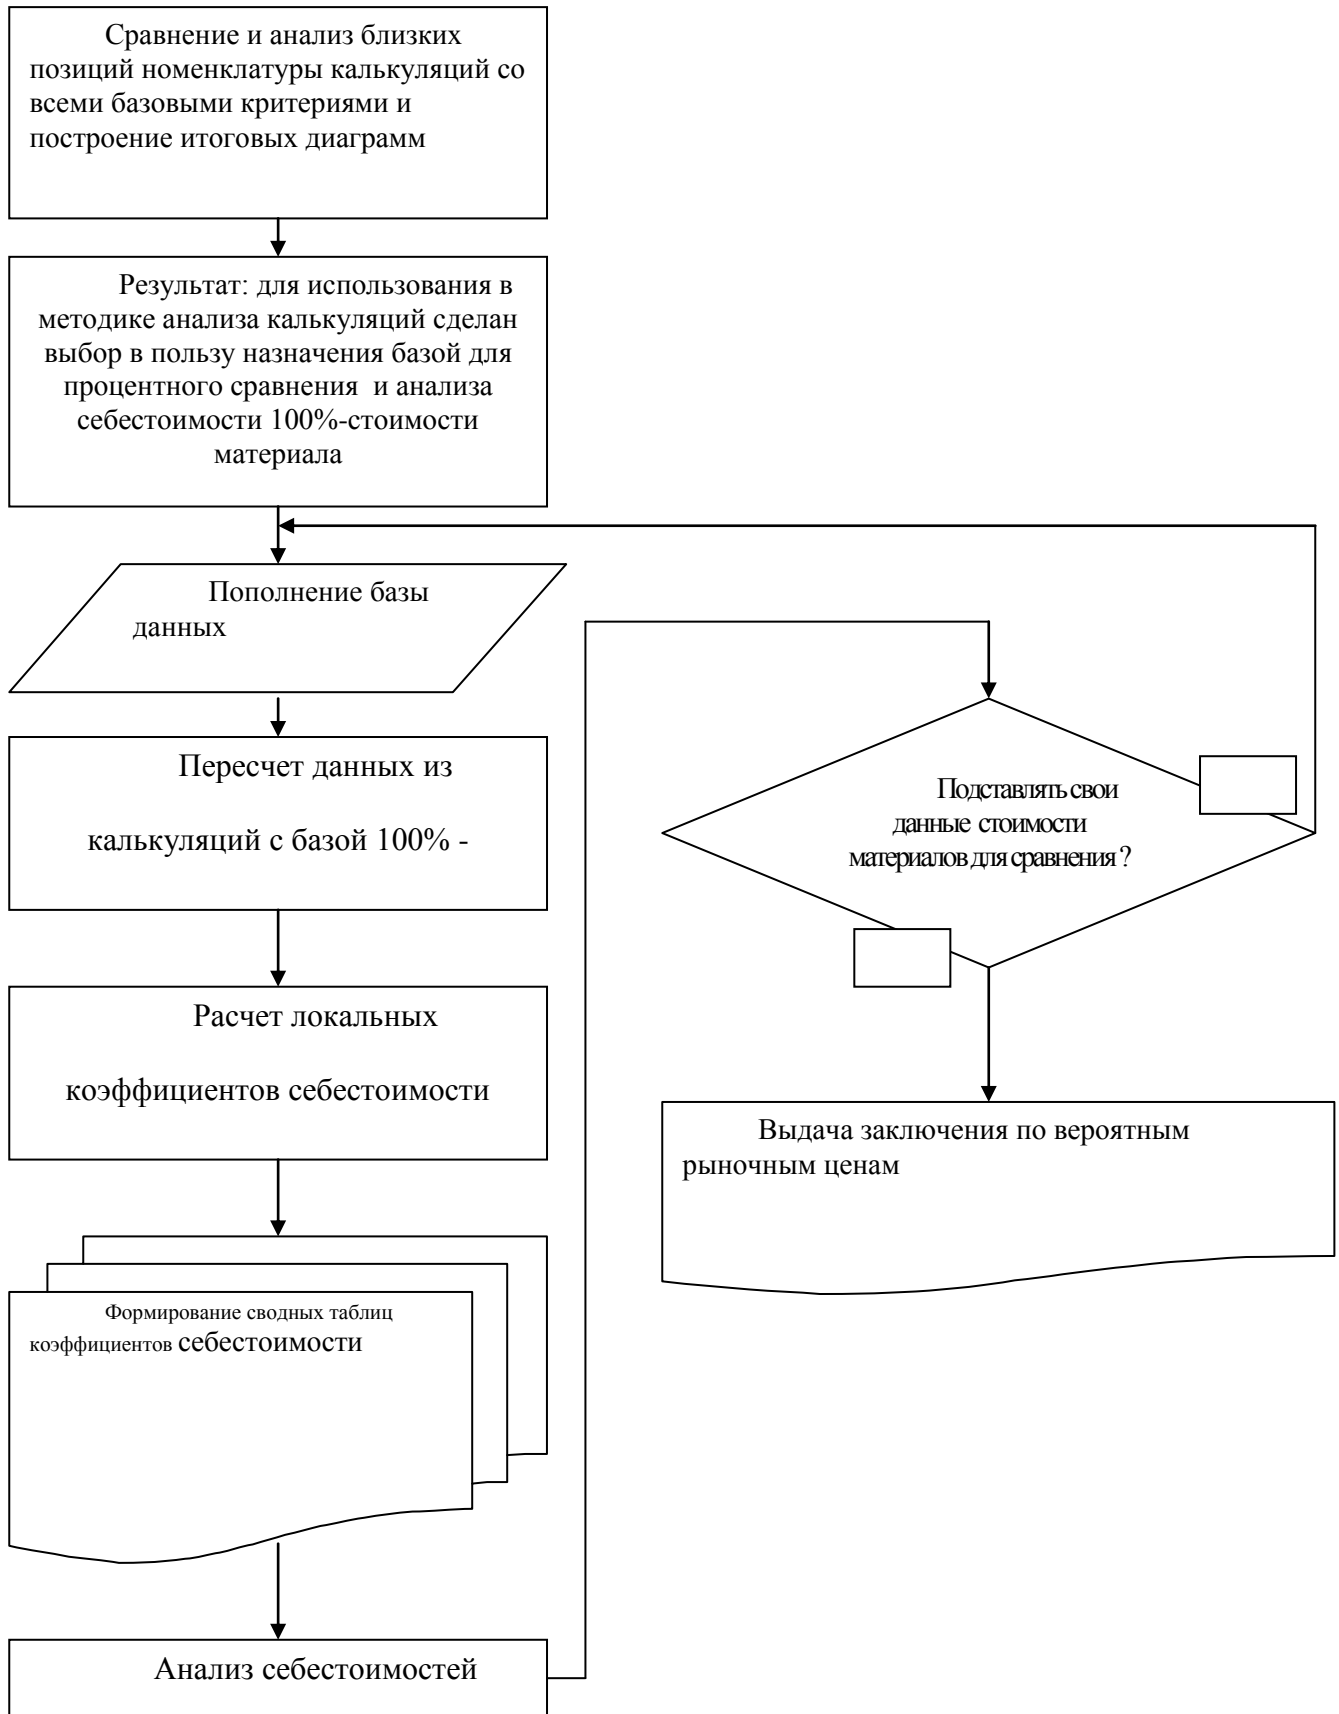 Сравнение и анализ близких
позиций номенклатуры калькуляций со
всеми базовыми критериями и
построение итоговых диаграмм
Результат: для использования в
методике анализа калькуляций сделан
выбор в пользу назначения базой для
процентного сравнения и анализа
себестоимости 100%-стоимости
материала
Пополнение базы
данных
Пересчет данных из
калькуляций с базой 100% -
Расчет локальных
коэффициентов себестоимости
Формирование сводных таблиц
коэффициентов себестоимости
Анализ себестоимостей
Подставлять свои
данные стоимости
материалов для сравнения ?
Выдача заключения по вероятным
рыночным ценам